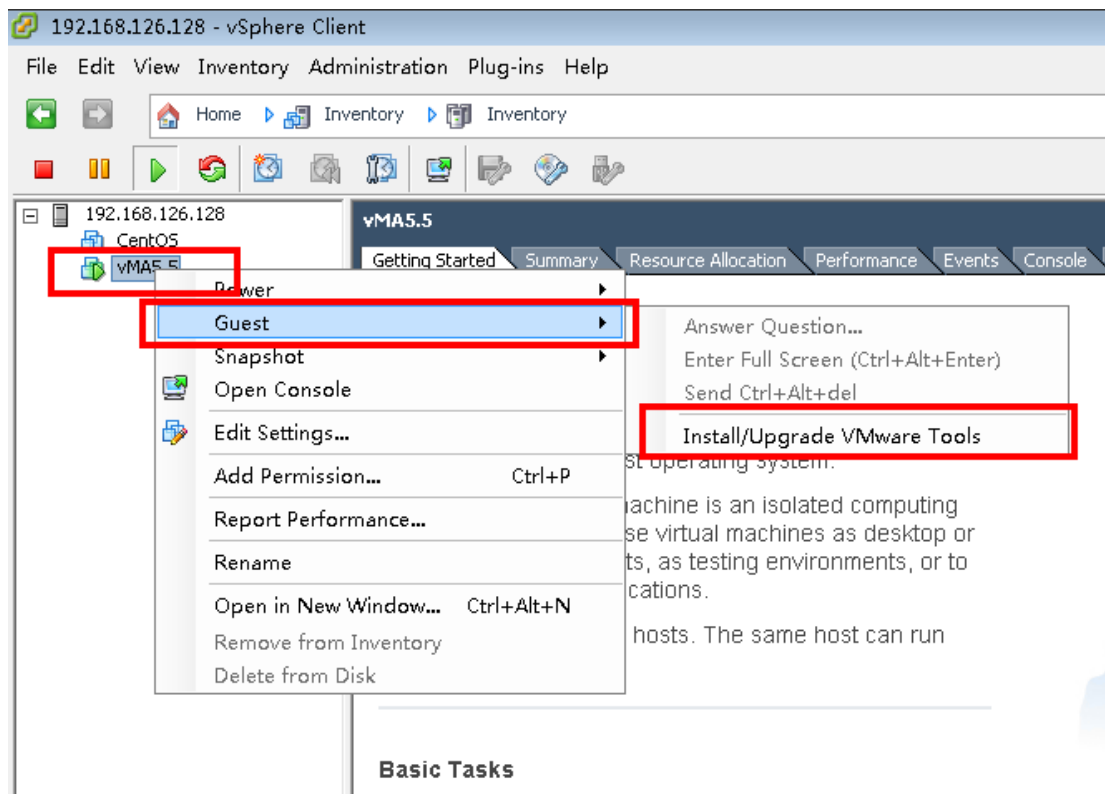 192.168.126.128 - vSphere Client
File Edit View Inventory Administration Plug-ins Help
Home Inventory Inventory
192.168.126.128
CentOS
vMA5.5
vMA5.5
Getting Started Summary Resource Allocation Performance Events Console
Power
Guest
Snapshot
Open Console
Edit Settings...
Add Permission... Ctrl+P
Report Performance...
Rename
Open in New Window... Ctrl+Alt+N
Remove from Inventory
Delete from Disk
Answer Question...
Enter Full Screen (Ctrl+Alt+Enter)
Send Ctrl+Alt+del
Install/Upgrade VMware Tools
st operating system.
achine is an isolated computing
se virtual machines as desktop or
ts, as testing environments, or to
cations.
hosts. The same host can run
Basic Tasks